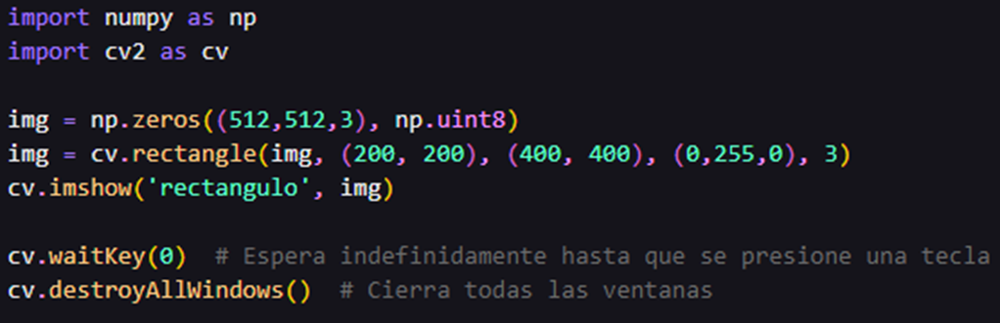 import numpy as np
import cv2 as cv
img = np.zeros((512,512,3), np.uint8)
img = cv.rectangle(img, (200, 200), (400, 400), (0,255,0), 3)
cv.imshow('rectangulo', img)
cv.waitKey(0)  # Espera indefinidamente hasta que se presione una tecla
cv.destroyAllWindows()  # Cierra todas las ventanas